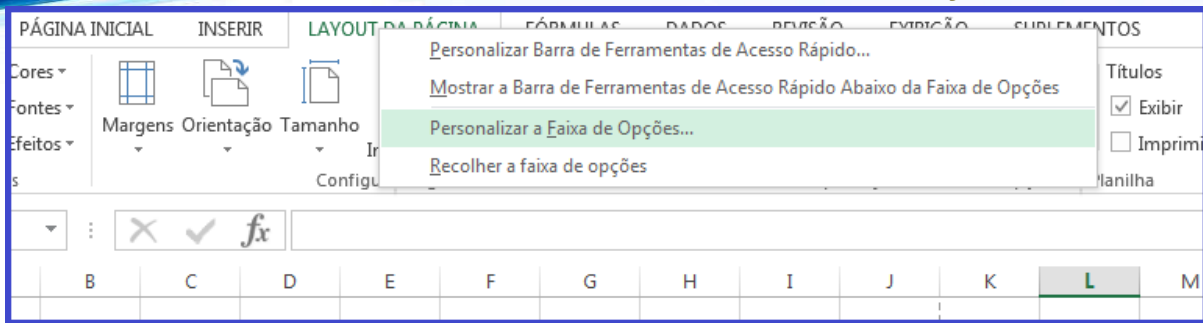 PÁGINA INICIAL INSERIR LAYOUT DA PÁGINA FÓRMULAS DADOS REVISÃO EXIBIÇÃO SUPLEMENTOS
Personalizar Barra de Ferramentas de Acesso Rápido...
Mostrar a Barra de Ferramentas de Acesso Rápido Abaixo da Faixa de Opções
Personalizar a Faixa de Opções...
Recolher a faixa de opções
Cores
Fontes
Efeitos
Margens Orientação Tamanho
Títulos
Exibir
Imprimi
Configu
Planilha
fx
B C D E F G H I J K L M